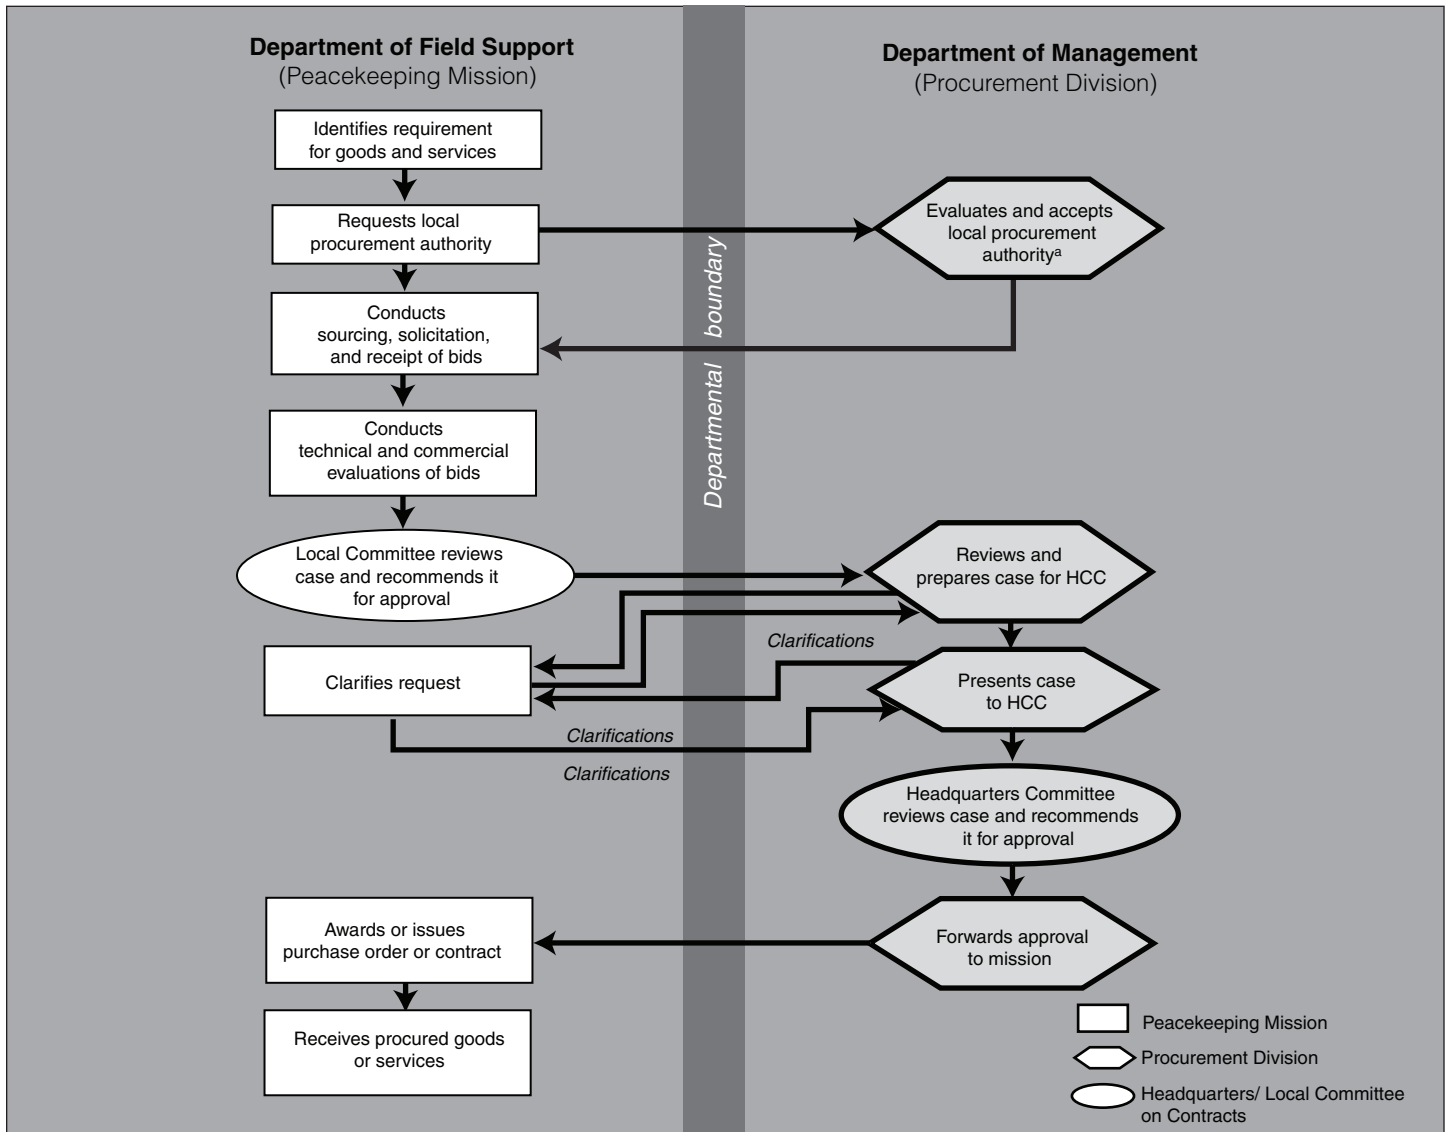 Department of Field Support
(Peacekeeping Mission)
Department of Management
(Procurement Division)
Identifies requirement
for goods and services
Requests local
procurement authority
Evaluates and accepts
local procurement
authorityᵃ
Conducts
sourcing, solicitation,
and receipt of bids
Departmental boundary
Conducts
technical and commercial
evaluations of bids
Local Committee reviews
case and recommends it
for approval
Reviews and
prepares case for HCC
Clarifications
Clarifies request
Presents case
to HCC
Clarifications
Clarifications
Headquarters Committee
reviews case and recommends
it for approval
Awards or issues
purchase order or contract
Forwards approval
to mission
Receives procured goods
or services
Peacekeeping Mission
Procurement Division
Headquarters/ Local Committee
on Contracts